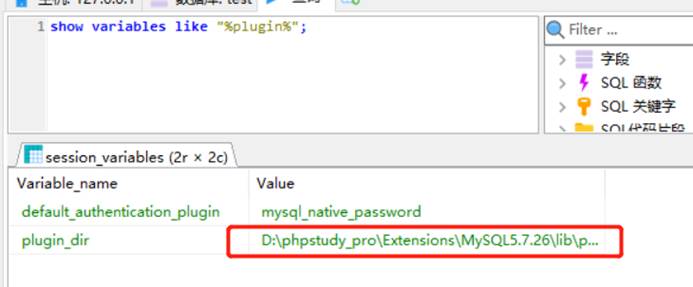 主机: 127.0.0.1 数据库: test 查询
1 show variables like "%plugin%";
Filter ...
字段
SQL 函数
SQL 关键字
SQL代码片段
session_variables (2r × 2c)
Variable_name Value
default_authentication_plugin mysql_native_password
plugin_dir D:\phpstudy_pro\Extensions\MySQL5.7.26\lib\p...